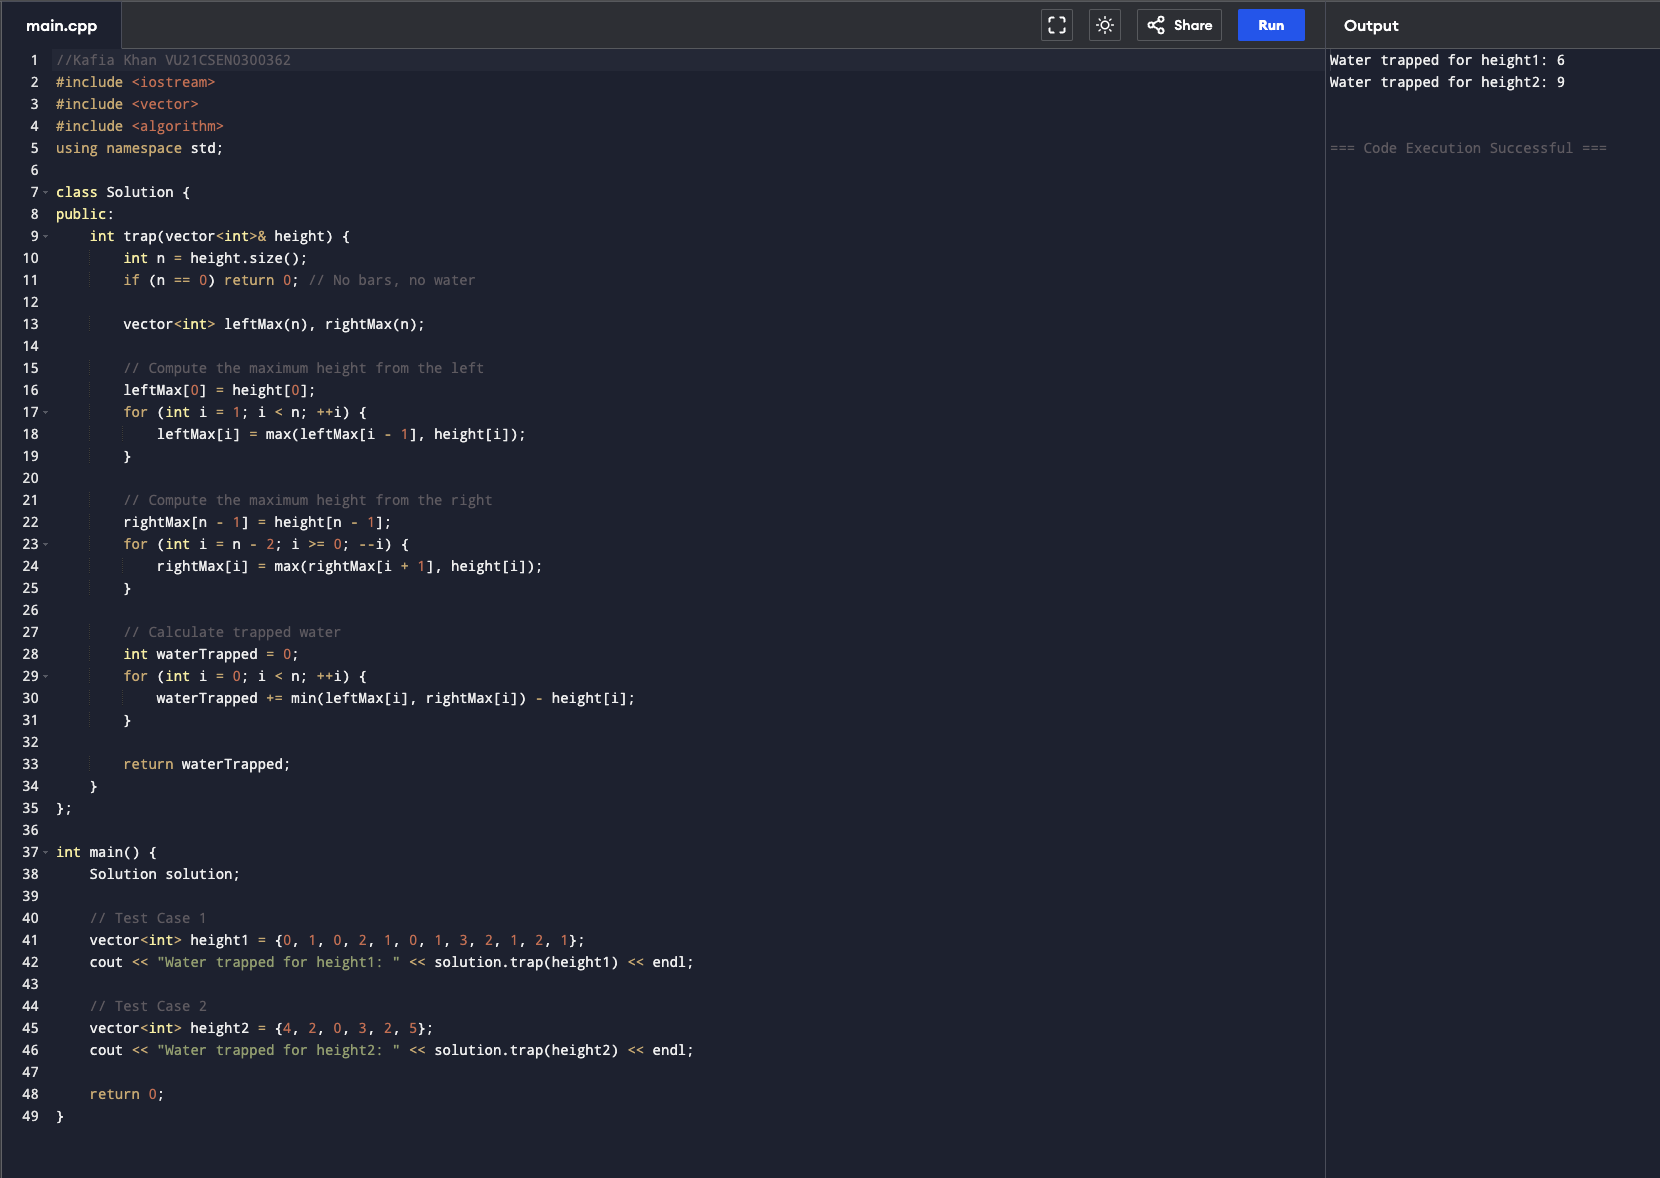 main.cpp
Share
Run
Output
1 //Kafia Khan VU21CSEN0300362
2 #include <iostream>
3 #include <vector>
4 #include <algorithm>
5 using namespace std;
6
7 class Solution {
8 public:
9     int trap(vector<int>& height) {
10         int n = height.size();
11         if (n == 0) return 0; // No bars, no water
12
13         vector<int> leftMax(n), rightMax(n);
14
15         // Compute the maximum height from the left
16         leftMax[0] = height[0];
17         for (int i = 1; i < n; ++i) {
18             leftMax[i] = max(leftMax[i - 1], height[i]);
19         }
20
21         // Compute the maximum height from the right
22         rightMax[n - 1] = height[n - 1];
23         for (int i = n - 2; i >= 0; --i) {
24             rightMax[i] = max(rightMax[i + 1], height[i]);
25         }
26
27         // Calculate trapped water
28         int waterTrapped = 0;
29         for (int i = 0; i < n; ++i) {
30             waterTrapped += min(leftMax[i], rightMax[i]) - height[i];
31         }
32
33         return waterTrapped;
34     }
35 };
36
37 int main() {
38     Solution solution;
39
40     // Test Case 1
41     vector<int> height1 = {0, 1, 0, 2, 1, 0, 1, 3, 2, 1, 2, 1};
42     cout << "Water trapped for height1: " << solution.trap(height1) << endl;
43
44     // Test Case 2
45     vector<int> height2 = {4, 2, 0, 3, 2, 5};
46     cout << "Water trapped for height2: " << solution.trap(height2) << endl;
47
48     return 0;
49 }
Water trapped for height1: 6
Water trapped for height2: 9
=== Code Execution Successful ===